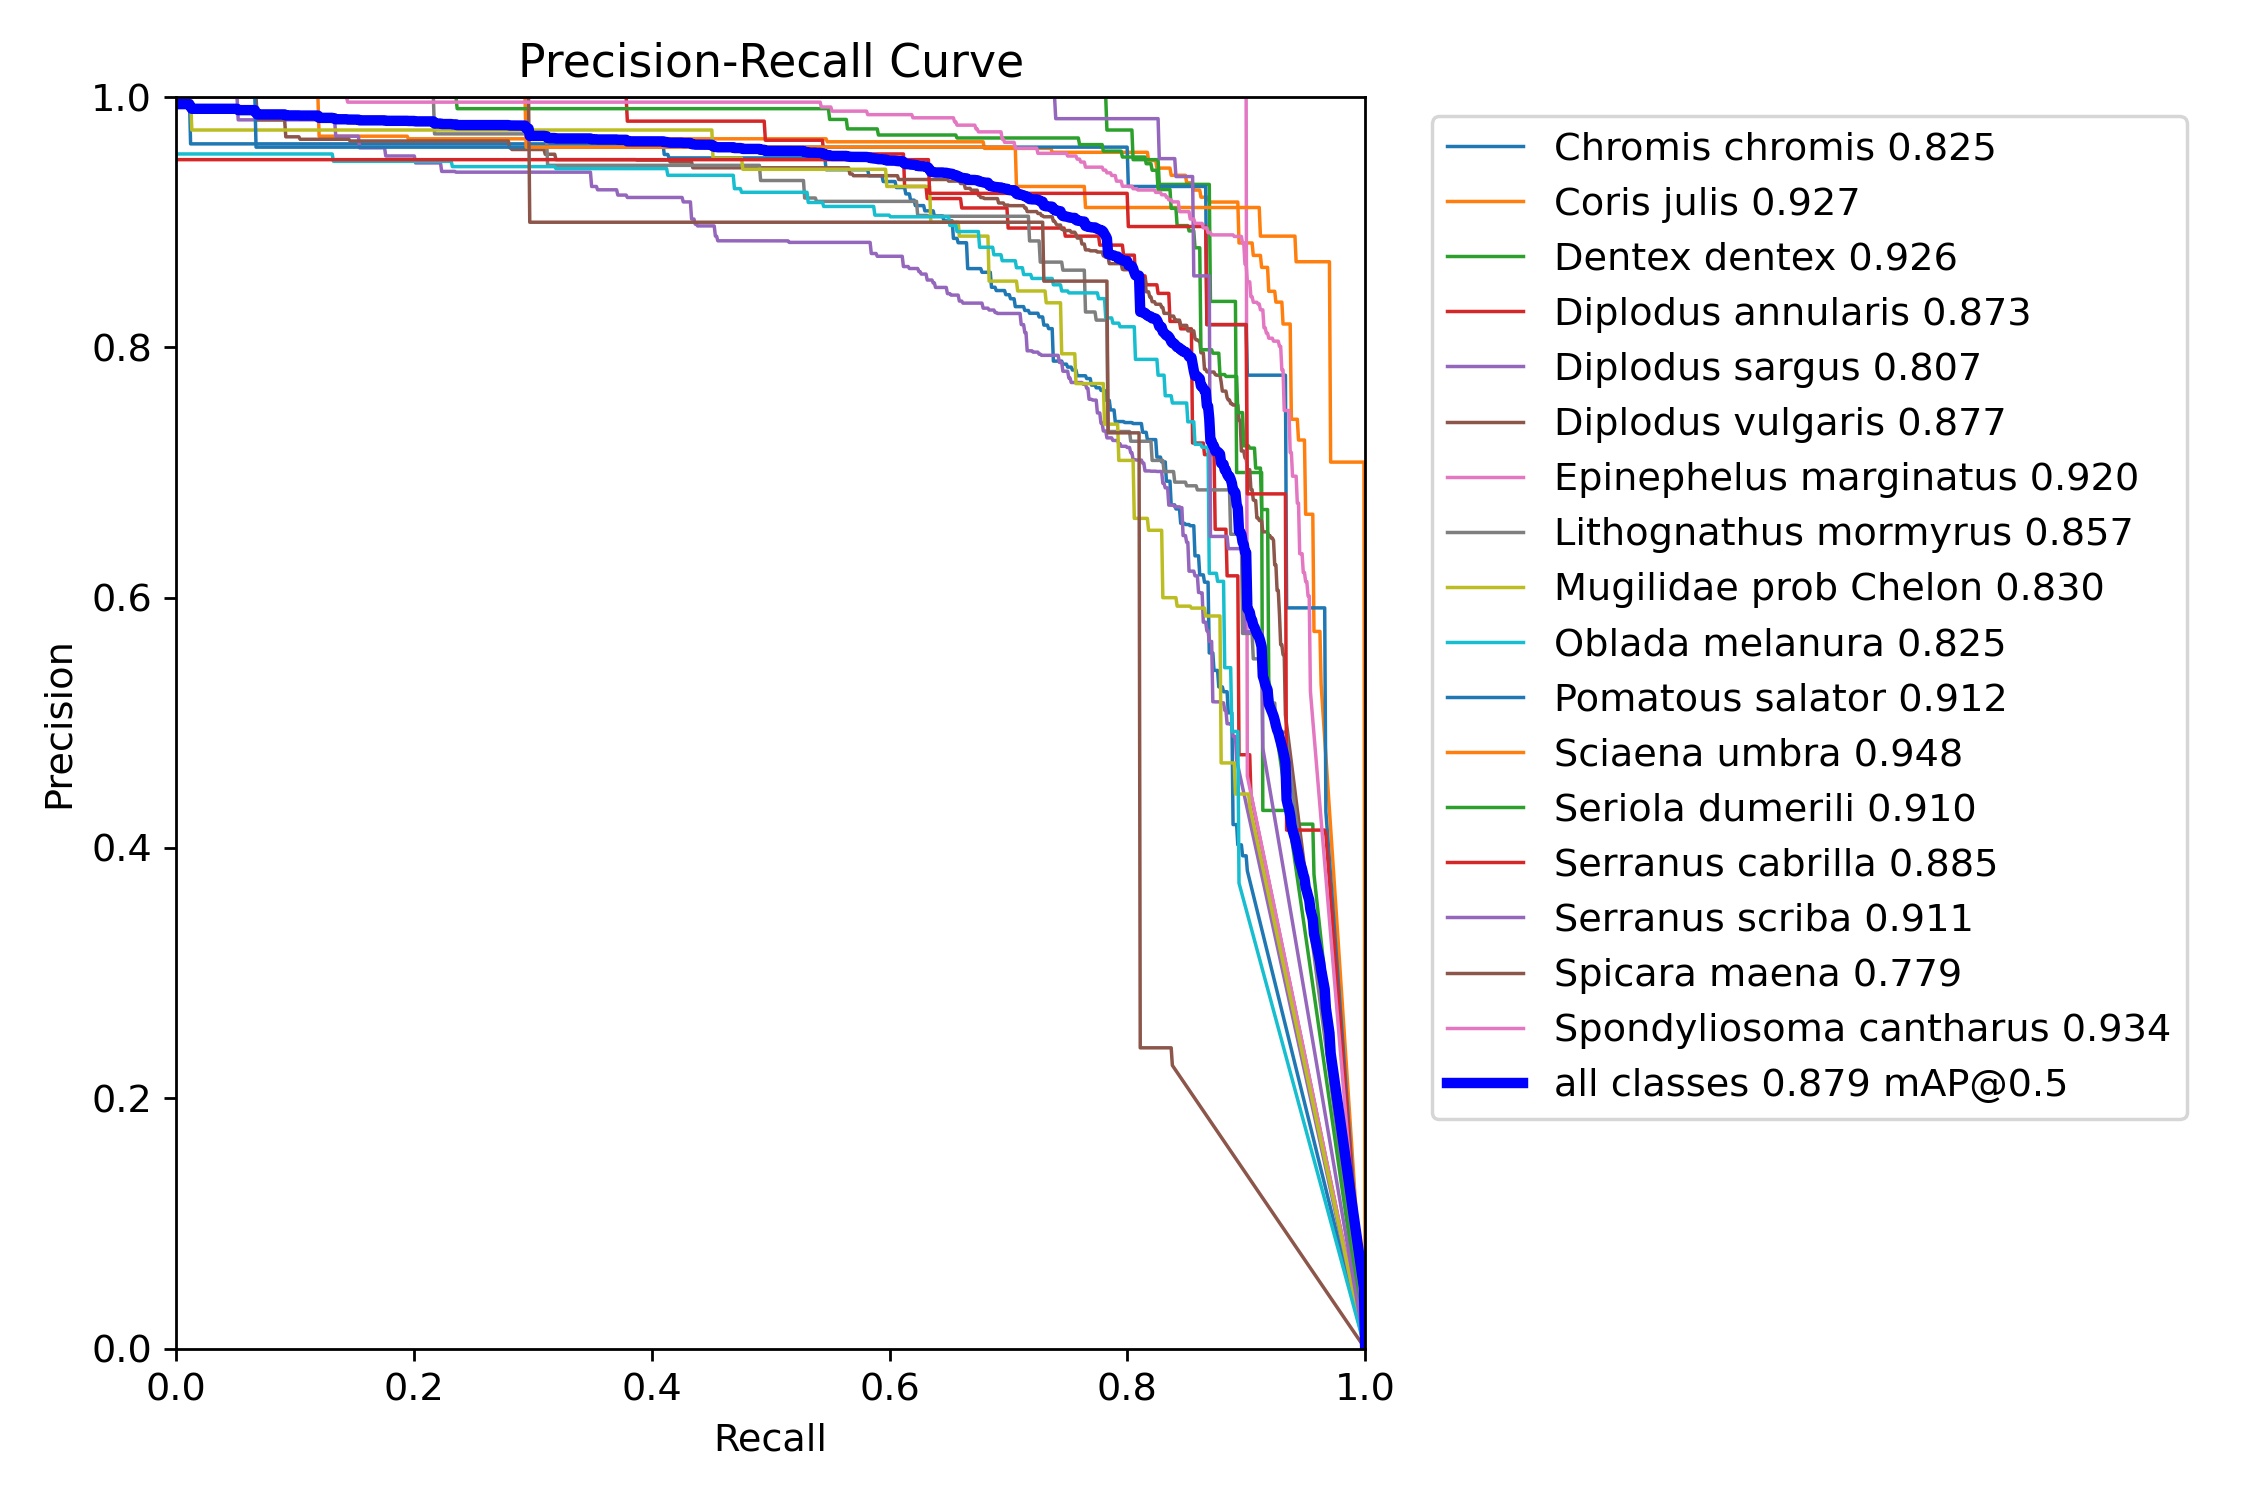 Precision-Recall Curve
1.0
0.8
0.6
0.4
0.2
0.0
Precision
0.0 0.2 0.4 0.6 0.8 1.0
Recall
Chromis chromis 0.825
Coris julis 0.927
Dentex dentex 0.926
Diplodus annularis 0.873
Diplodus sargus 0.807
Diplodus vulgaris 0.877
Epinephelus marginatus 0.920
Lithognathus mormyrus 0.857
Mugilidae prob Chelon 0.830
Oblada melanura 0.825
Pomatous salator 0.912
Sciaena umbra 0.948
Seriola dumerili 0.910
Serranus cabrilla 0.885
Serranus scriba 0.911
Spicara maena 0.779
Spondyliosoma cantharus 0.934
all classes 0.879 mAP@0.5